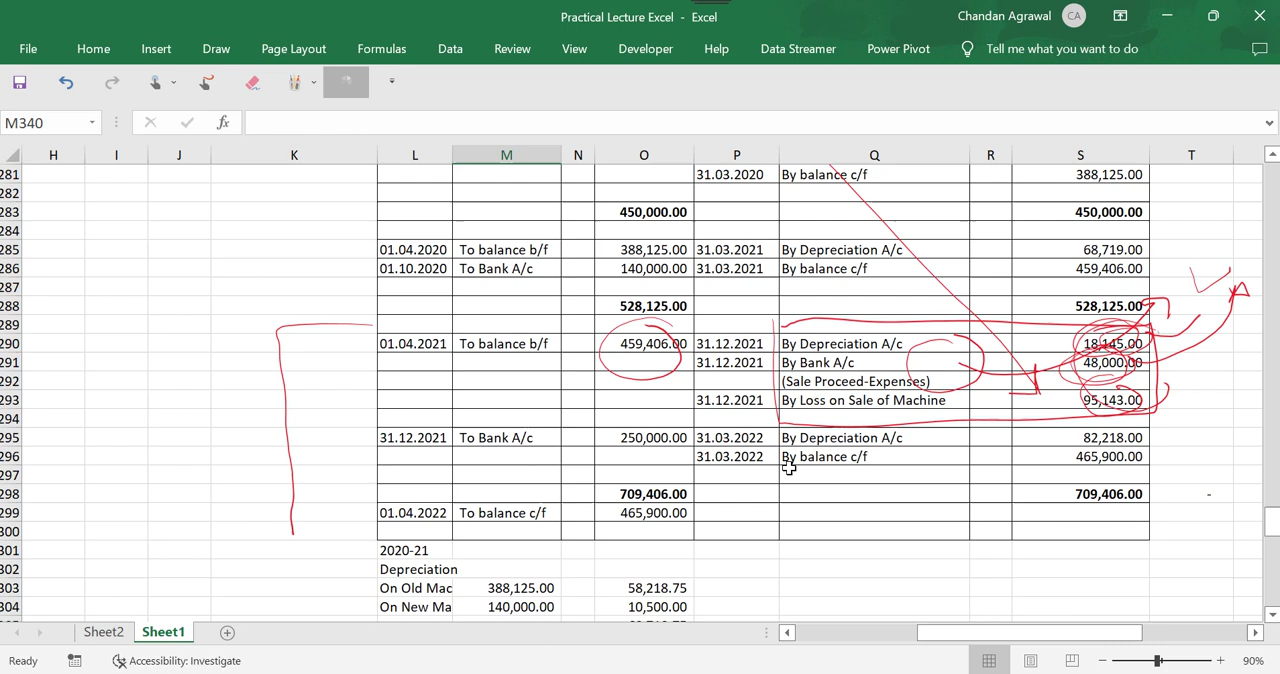 Practical Lecture Excel - Excel
Chandan Agrawal CA
File Home Insert Draw Page Layout Formulas Data Review View Developer Help Data Streamer Power Pivot Tell me what you want to do
M340 fx
H I J K L M N O P Q R S T
281 31.03.2020 By balance c/f 388,125.00
282
283 450,000.00 450,000.00
284
285 01.04.2020 To balance b/f 388,125.00 31.03.2021 By Depreciation A/c 68,719.00
286 01.10.2020 To Bank A/c 140,000.00 31.03.2021 By balance c/f 459,406.00
287
288 528,125.00 528,125.00
289
290 01.04.2021 To balance b/f 459,406.00 31.12.2021 By Depreciation A/c 18,145.00
291 31.12.2021 By Bank A/c 48,000.00
292 (Sale Proceed-Expenses)
293 31.12.2021 By Loss on Sale of Machine 95,143.00
294
295 31.12.2021 To Bank A/c 250,000.00 31.03.2022 By Depreciation A/c 82,218.00
296 31.03.2022 By balance c/f 465,900.00
297
298 709,406.00 709,406.00 -
299 01.04.2022 To balance c/f 465,900.00
300
301 2020-21
302 Depreciation
303 On Old Mac 388,125.00 58,218.75
304 On New Ma 140,000.00 10,500.00
Sheet2 Sheet1
Ready Accessibility: Investigate 90%